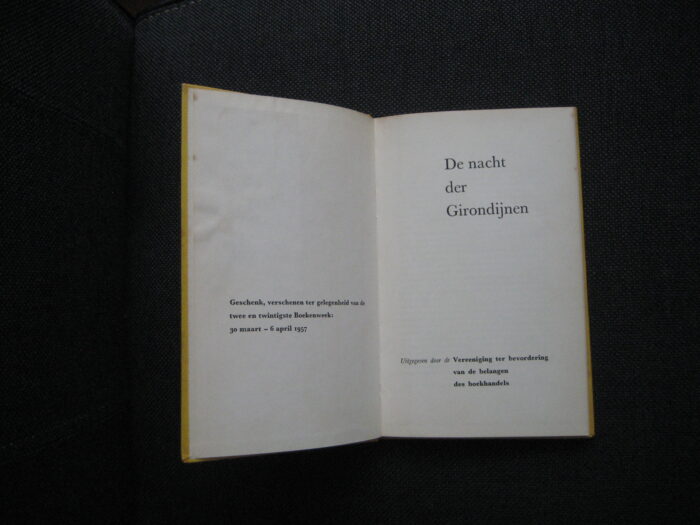 Geschenk, verschenen ter gelegenheid van de
twee en twintigste Boekenweek:
30 maart – 6 april 1957
De nacht
der
Girondijnen
Uitgegeven door de Vereeniging ter bevordering
van de belangen
des boekhandels